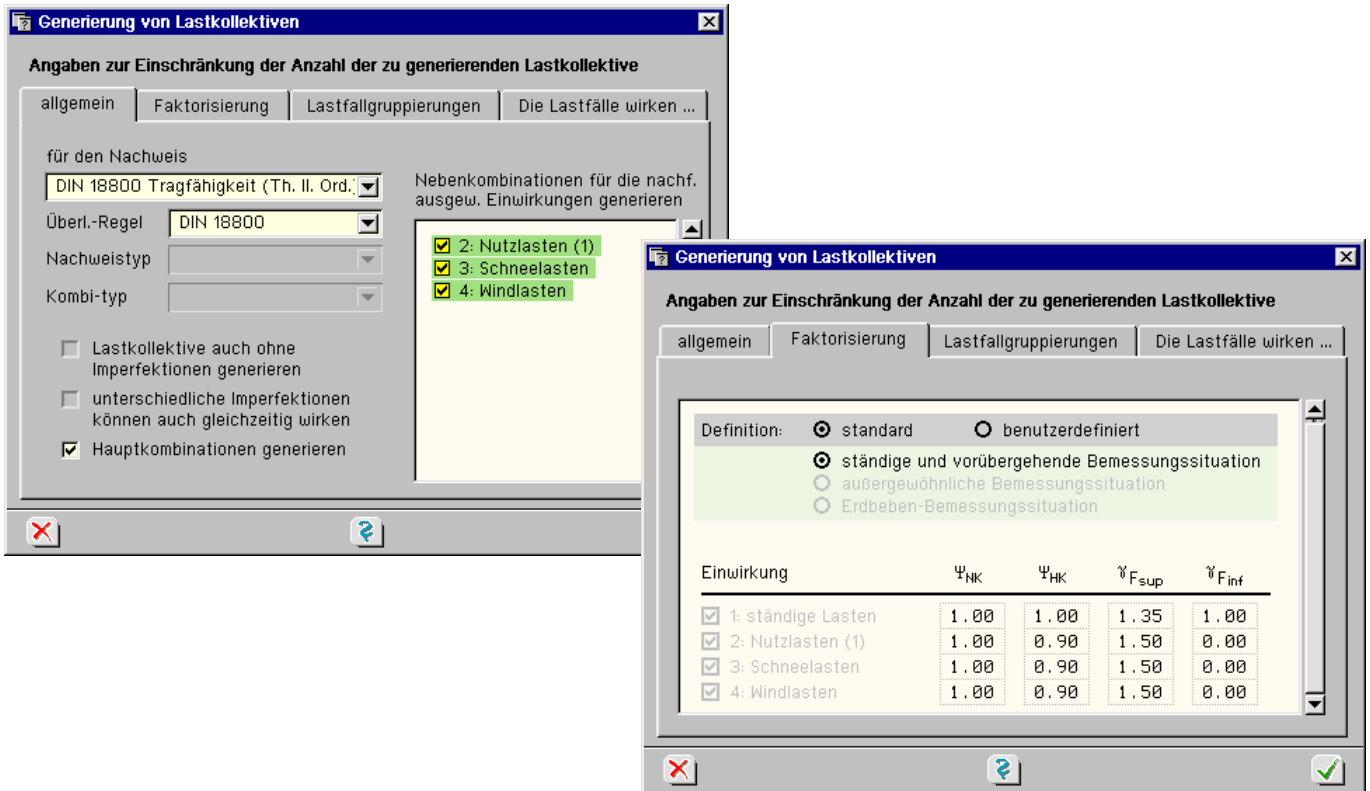 Generierung von Lastkollektiven
Angaben zur Einschränkung der Anzahl der zu generierenden Lastkollektive
allgemein Faktorisierung Lastfallgruppierungen Die Lastfälle wirken ...
für den Nachweis
DIN 18800 Tragfähigkeit (Th. II. Ord.)
Überl.-Regel DIN 18800
Nachweistyp
Kombi-typ
Lastkollektive auch ohne
Imperfektionen generieren
unterschiedliche Imperfektionen
können auch gleichzeitig wirken
Hauptkombinationen generieren
Nebenkombinationen für die nachf.
ausgew. Einwirkungen generieren
2: Nutzlasten (1)
3: Schneelasten
4: Windlasten
Generierung von Lastkollektiven
Angaben zur Einschränkung der Anzahl der zu generierenden Lastkollektive
allgemein Faktorisierung Lastfallgruppierungen Die Lastfälle wirken ...
Definition: standard benutzerdefiniert
ständige und vorübergehende Bemessungssituation
außergewöhnliche Bemessungssituation
Erdbeben-Bemessungssituation
Einwirkung ΨNK ΨHK γFsup γFinf
1: ständige Lasten 1.00 1.00 1.35 1.00
2: Nutzlasten (1) 1.00 0.90 1.50 0.00
3: Schneelasten 1.00 0.90 1.50 0.00
4: Windlasten 1.00 0.90 1.50 0.00